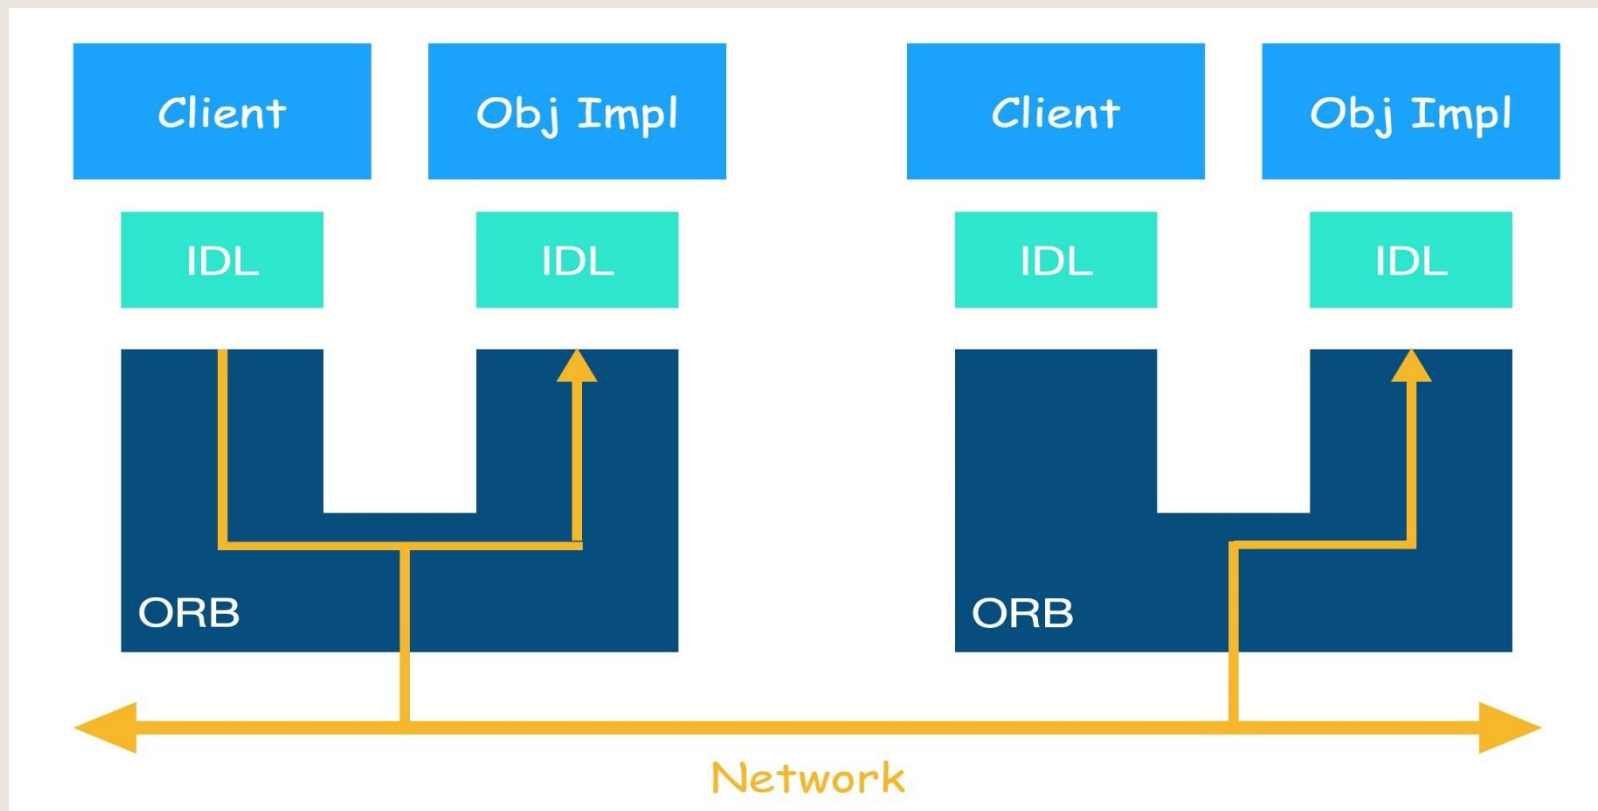 Client
Obj Impl
Client
Obj Impl
IDL
IDL
IDL
IDL
ORB
ORB
Network